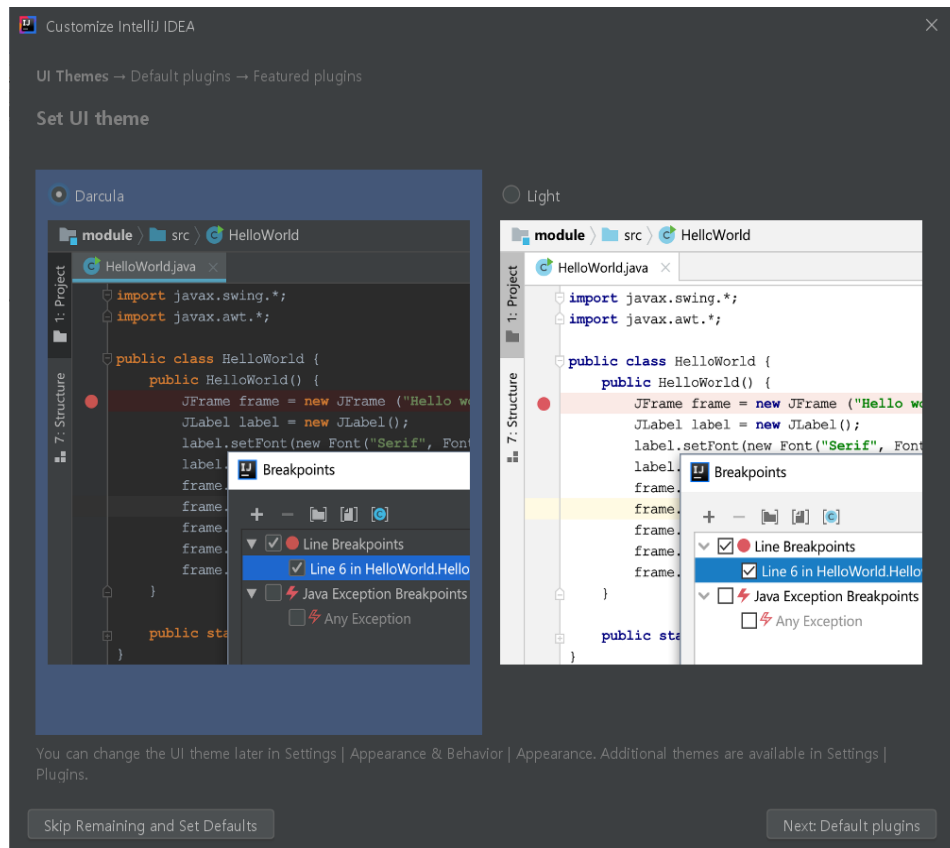 Customize IntelliJ IDEA
UI Themes → Default plugins → Featured plugins
Set UI theme
Darcula
module
src
HelloWorld
HelloWorld.java
1: Project
7: Structure
import javax.swing.*;
import javax.awt.*;
public class HelloWorld {
public HelloWorld() {
JFrame frame = new JFrame ("Hello wo
JLabel label = new JLabel();
label.setFont(new Font("Serif", Font
label.
frame.
frame.
frame.
frame.
frame.
}
public sta
}
IJ
Breakpoints
Line Breakpoints
Line 6 in HelloWorld.Hello
Java Exception Breakpoints
Any Exception
Light
module
src
HelloWorld
HelloWorld.java
1: Project
7: Structure
import javax.swing.*;
import javax.awt.*;
public class HelloWorld {
public HelloWorld() {
JFrame frame = new JFrame ("Hello wo
JLabel label = new JLabel();
label.setFont(new Font("Serif", Font
label.
frame.
frame.
frame.
frame.
frame.
}
public sta
}
IJ
Breakpoints
Line Breakpoints
Line 6 in HelloWorld.Hello
Java Exception Breakpoints
Any Exception
You can change the UI theme later in Settings | Appearance & Behavior | Appearance. Additional themes are available in Settings |
Plugins.
Skip Remaining and Set Defaults
Next: Default plugins